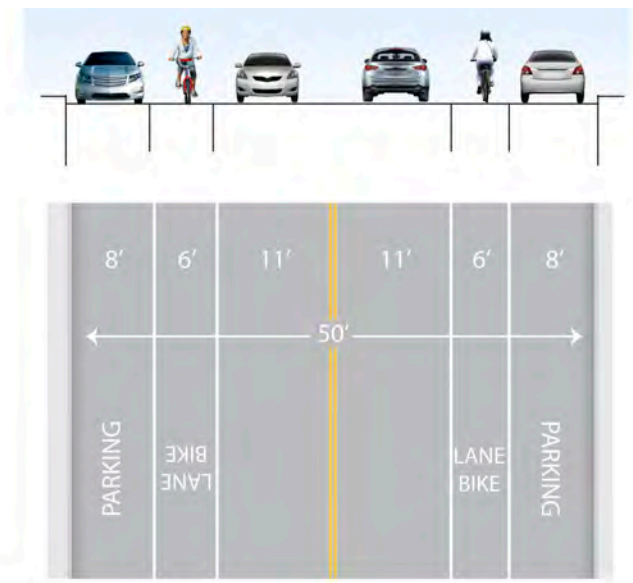 8' 6' 11' 11' 6' 8'
50'
PARKING
BIKE
LANE
LANE
BIKE
PARKING